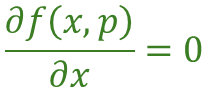 ∂f(x, p)
∂x
= 0